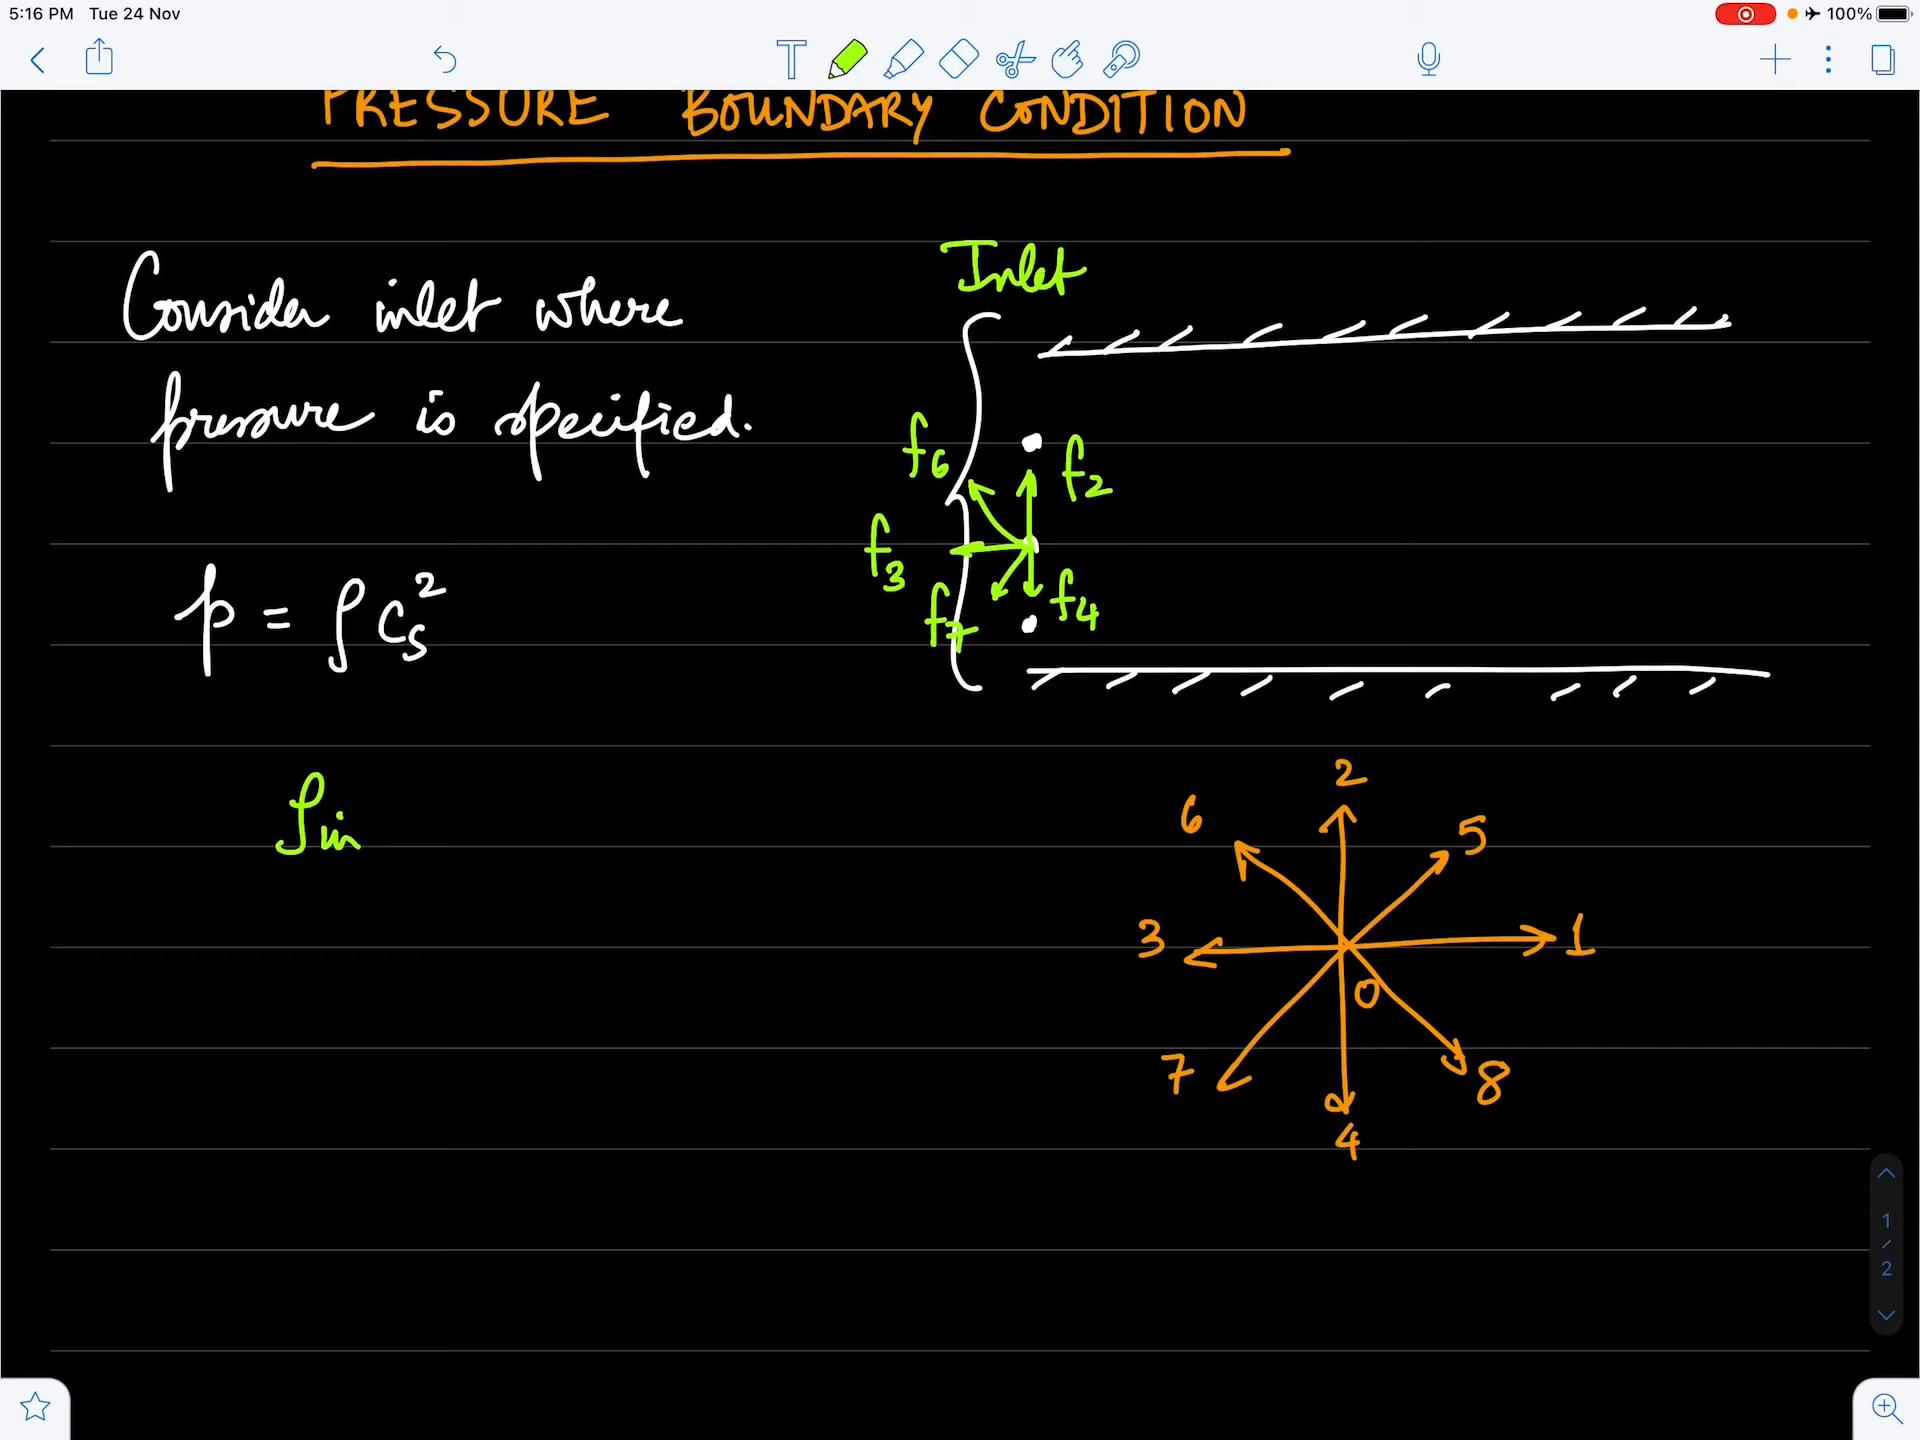 5:16 PM Tue 24 Nov
100%
T
PRESSURE BOUNDARY CONDITION
Inlet
Consider inlet where
pressure is specified.
f6
f2
f3
f7
f4
p = ρ cs²
ρin
2
6
5
3
1
0
7
8
4
1
/
2